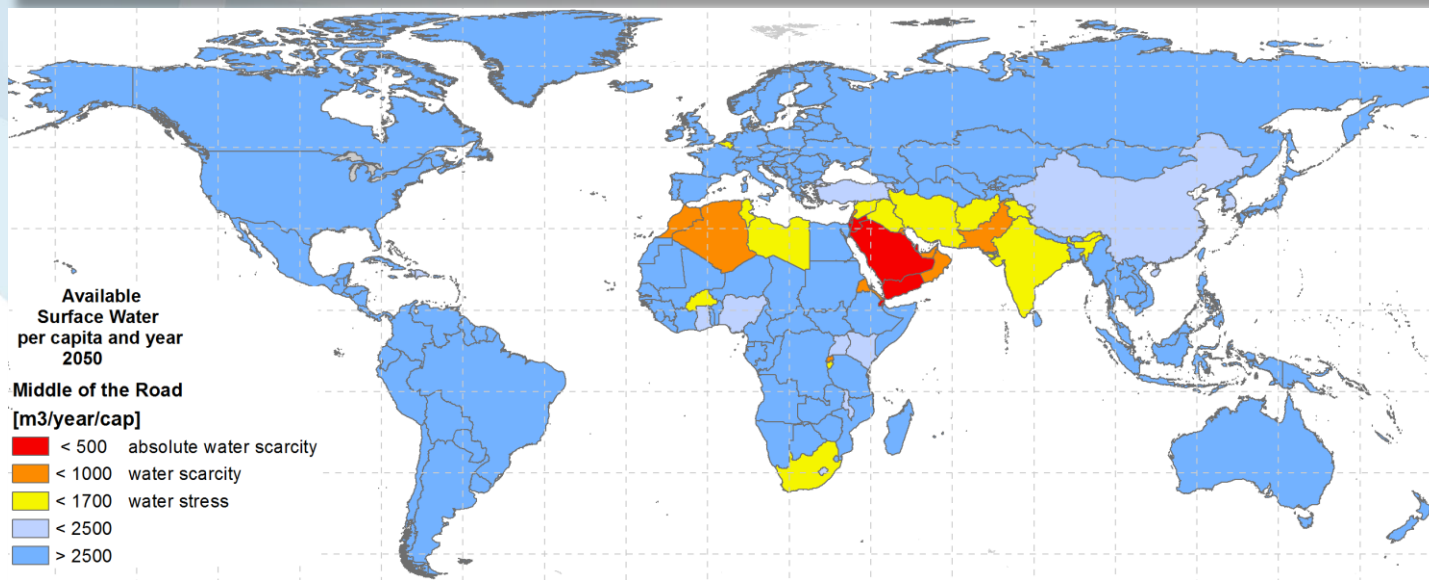 Available
Surface Water
per capita and year
2050
Middle of the Road
[m3/year/cap]
< 500 absolute water scarcity
< 1000 water scarcity
< 1700 water stress
< 2500
> 2500